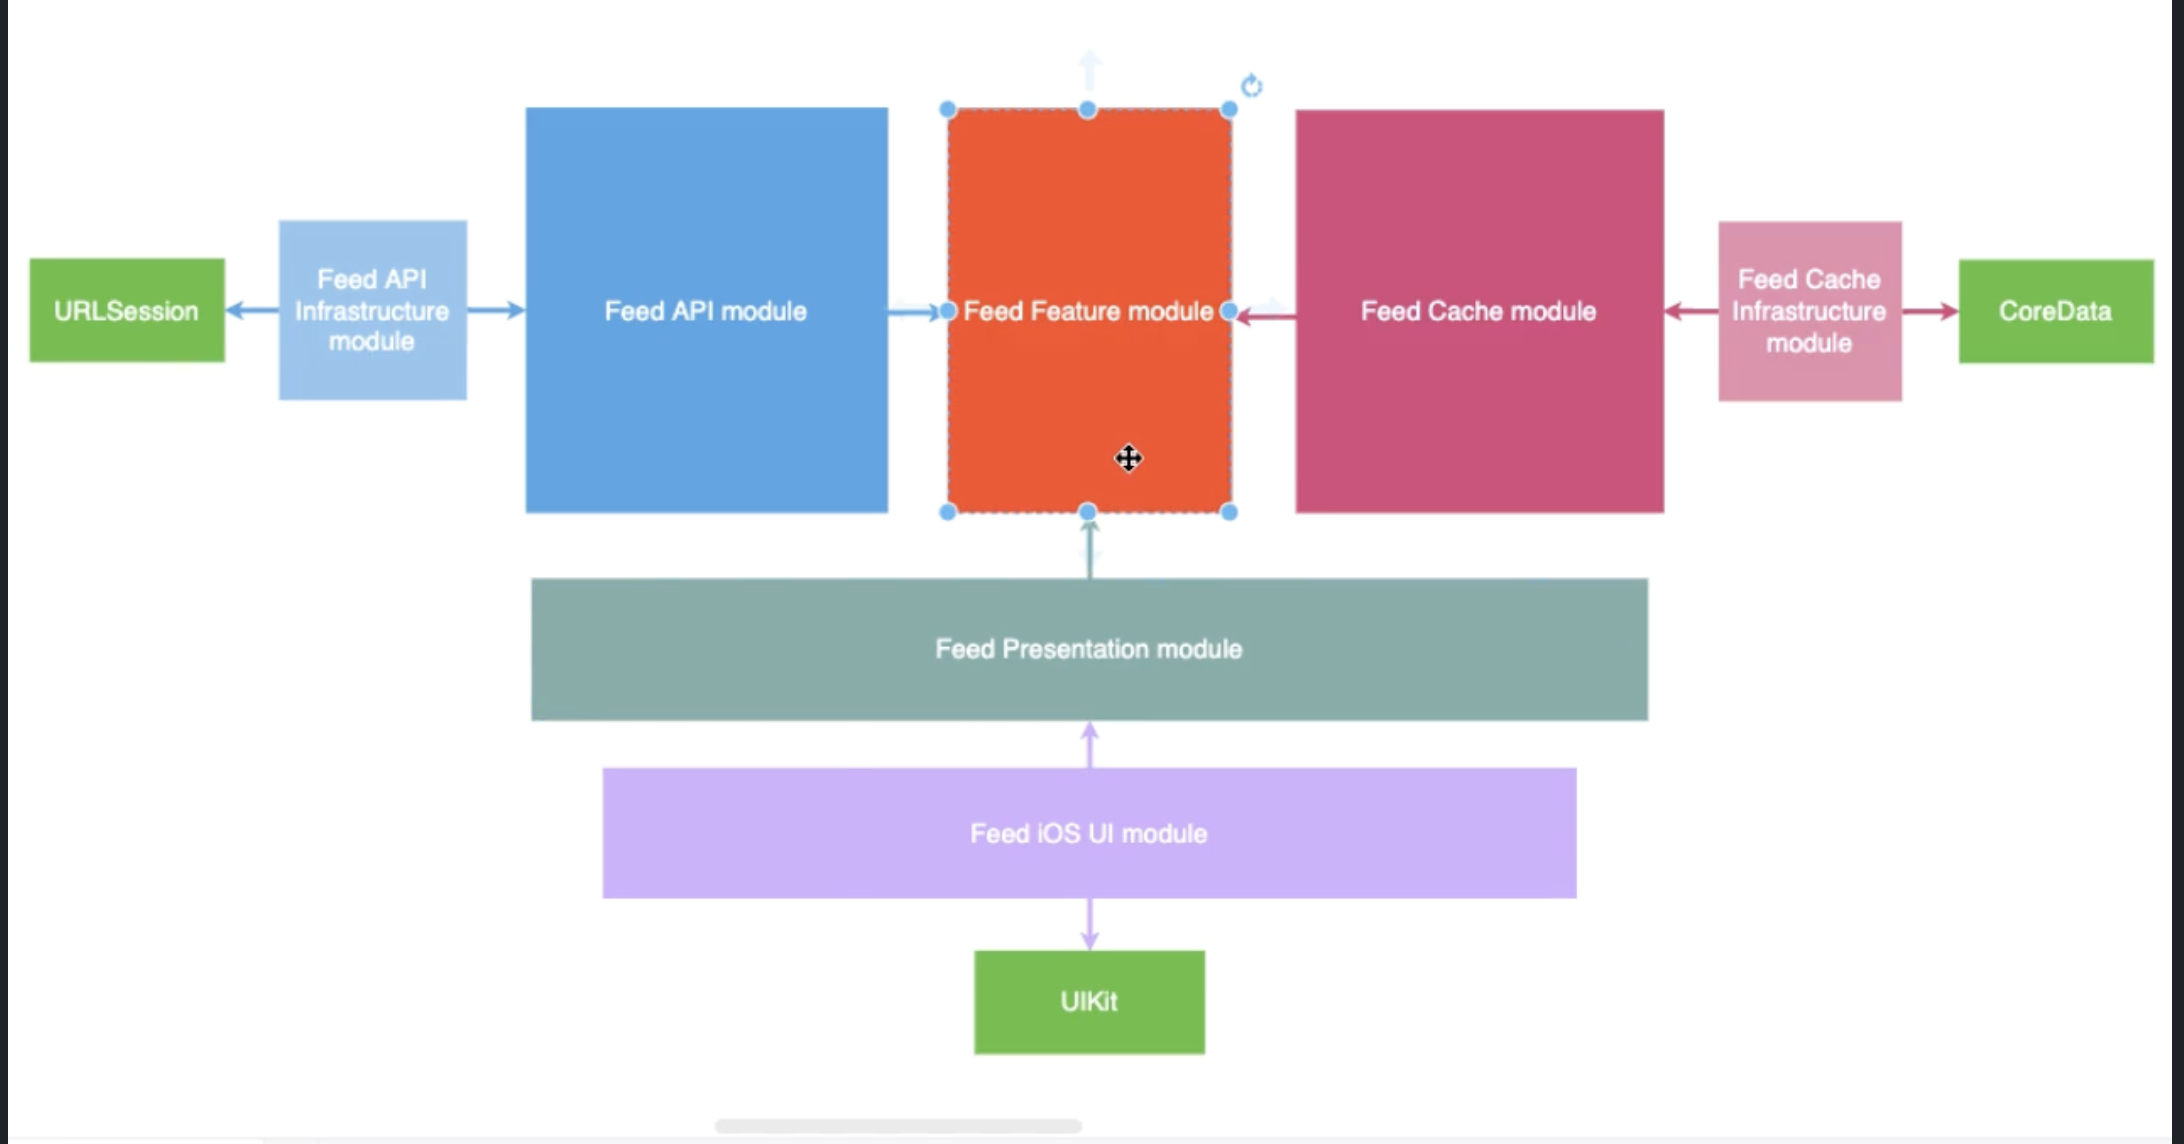 URLSession
Feed API
Infrastructure
module
Feed API module
Feed Feature module
Feed Cache module
Feed Cache
Infrastructure
module
CoreData
Feed Presentation module
Feed iOS UI module
UIKit